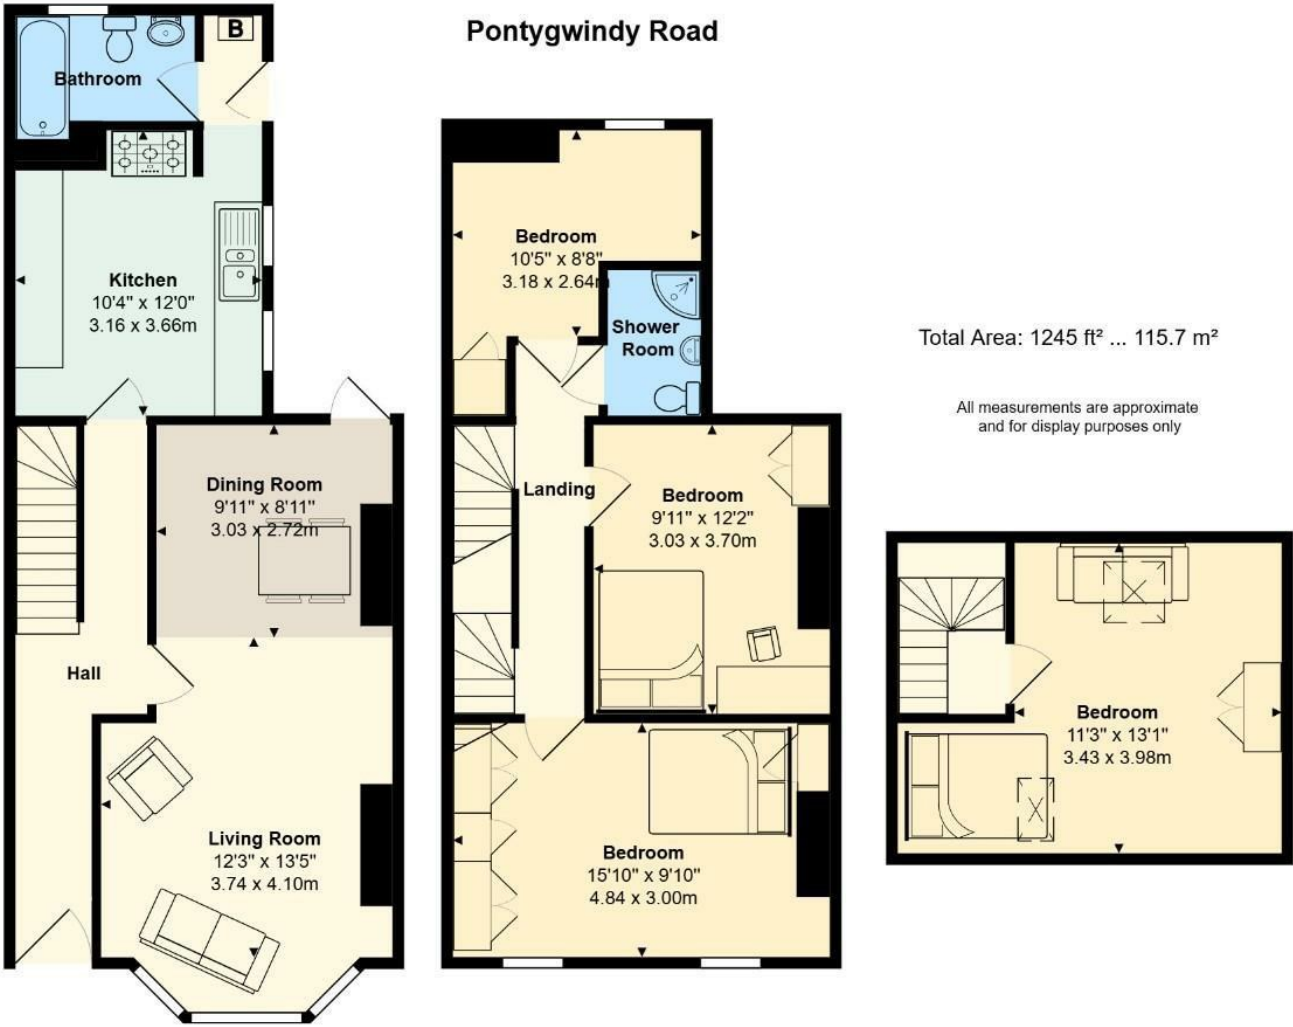 Pontygwindy Road
B
Bathroom
Kitchen
10'4" x 12'0"
3.16 x 3.66m
Dining Room
9'11" x 8'11"
3.03 x 2.72m
Hall
Living Room
12'3" x 13'5"
3.74 x 4.10m
Bedroom
10'5" x 8'8"
3.18 x 2.64m
Shower
Room
Landing
Bedroom
9'11" x 12'2"
3.03 x 3.70m
Bedroom
15'10" x 9'10"
4.84 x 3.00m
Bedroom
11'3" x 13'1"
3.43 x 3.98m
Total Area: 1245 ft² ... 115.7 m²
All measurements are approximate
and for display purposes only